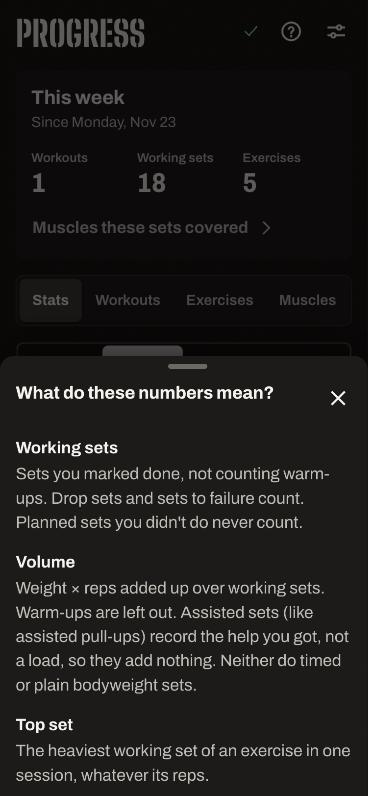 PROGRESS
This week
Since Monday, Nov 23
Workouts Working sets Exercises
1 18 5
Muscles these sets covered
Stats Workouts Exercises Muscles
What do these numbers mean?
Working sets
Sets you marked done, not counting warm-
ups. Drop sets and sets to failure count.
Planned sets you didn't do never count.
Volume
Weight × reps added up over working sets.
Warm-ups are left out. Assisted sets (like
assisted pull-ups) record the help you got, not
a load, so they add nothing. Neither do timed
or plain bodyweight sets.
Top set
The heaviest working set of an exercise in one
session, whatever its reps.